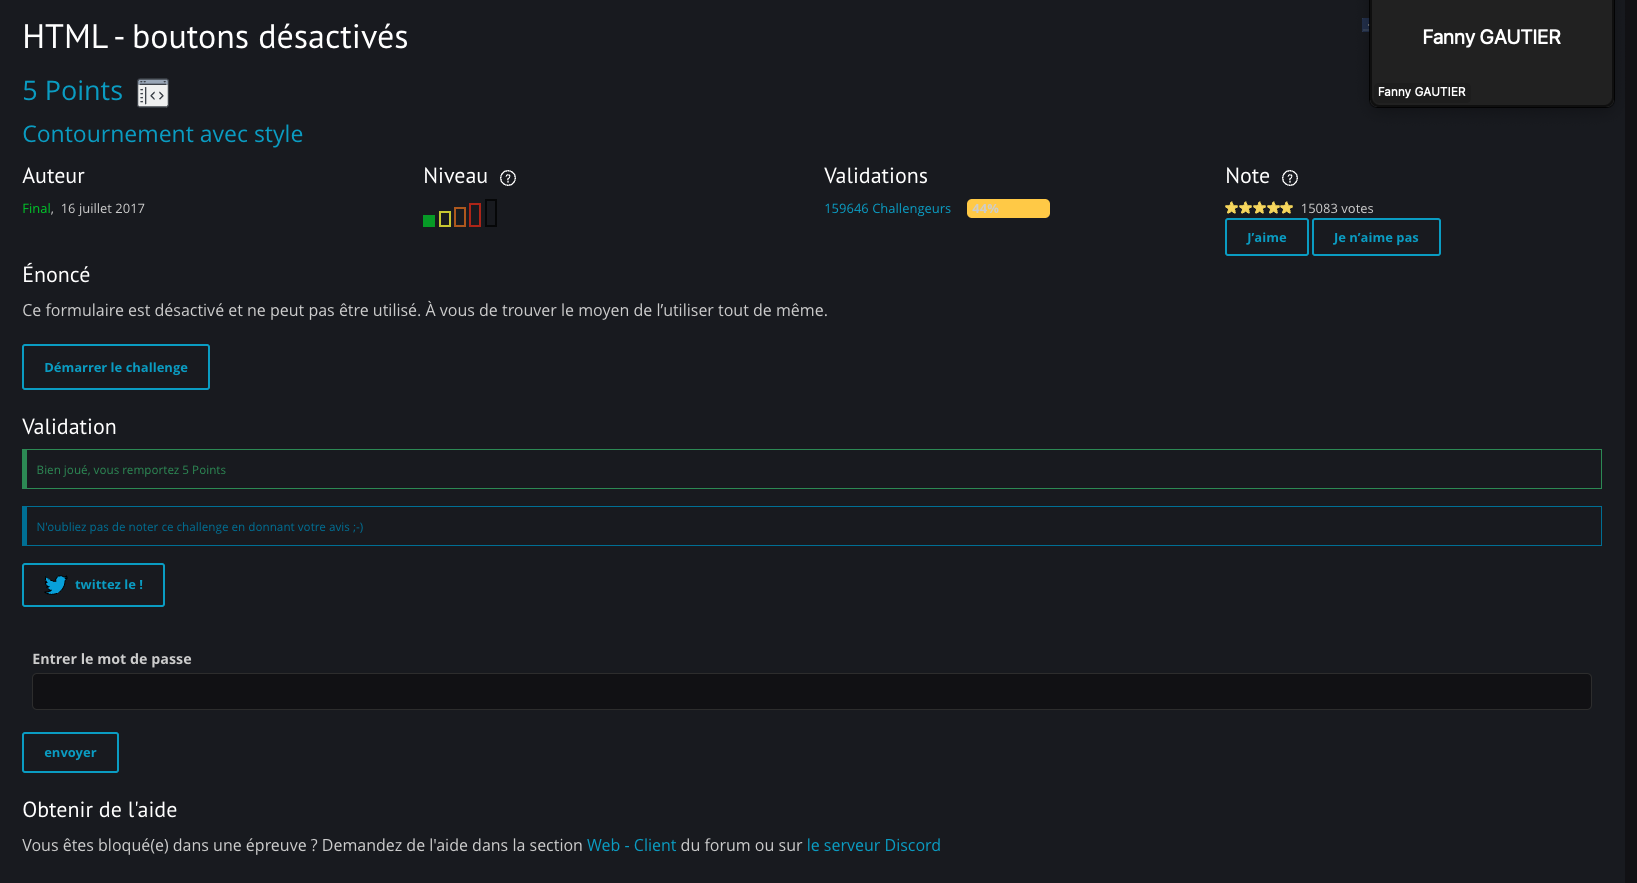 HTML - boutons désactivés
Fanny GAUTIER
Fanny GAUTIER
5 Points
Contournement avec style
Auteur
Final, 16 juillet 2017
Niveau ?
Validations
159646 Challengeurs 44%
Note ?
15083 votes
J’aime
Je n’aime pas
Énoncé
Ce formulaire est désactivé et ne peut pas être utilisé. À vous de trouver le moyen de l’utiliser tout de même.
Démarrer le challenge
Validation
Bien joué, vous remportez 5 Points
N'oubliez pas de noter ce challenge en donnant votre avis ;-)
twittez le !
Entrer le mot de passe
envoyer
Obtenir de l'aide
Vous êtes bloqué(e) dans une épreuve ? Demandez de l'aide dans la section Web - Client du forum ou sur le serveur Discord